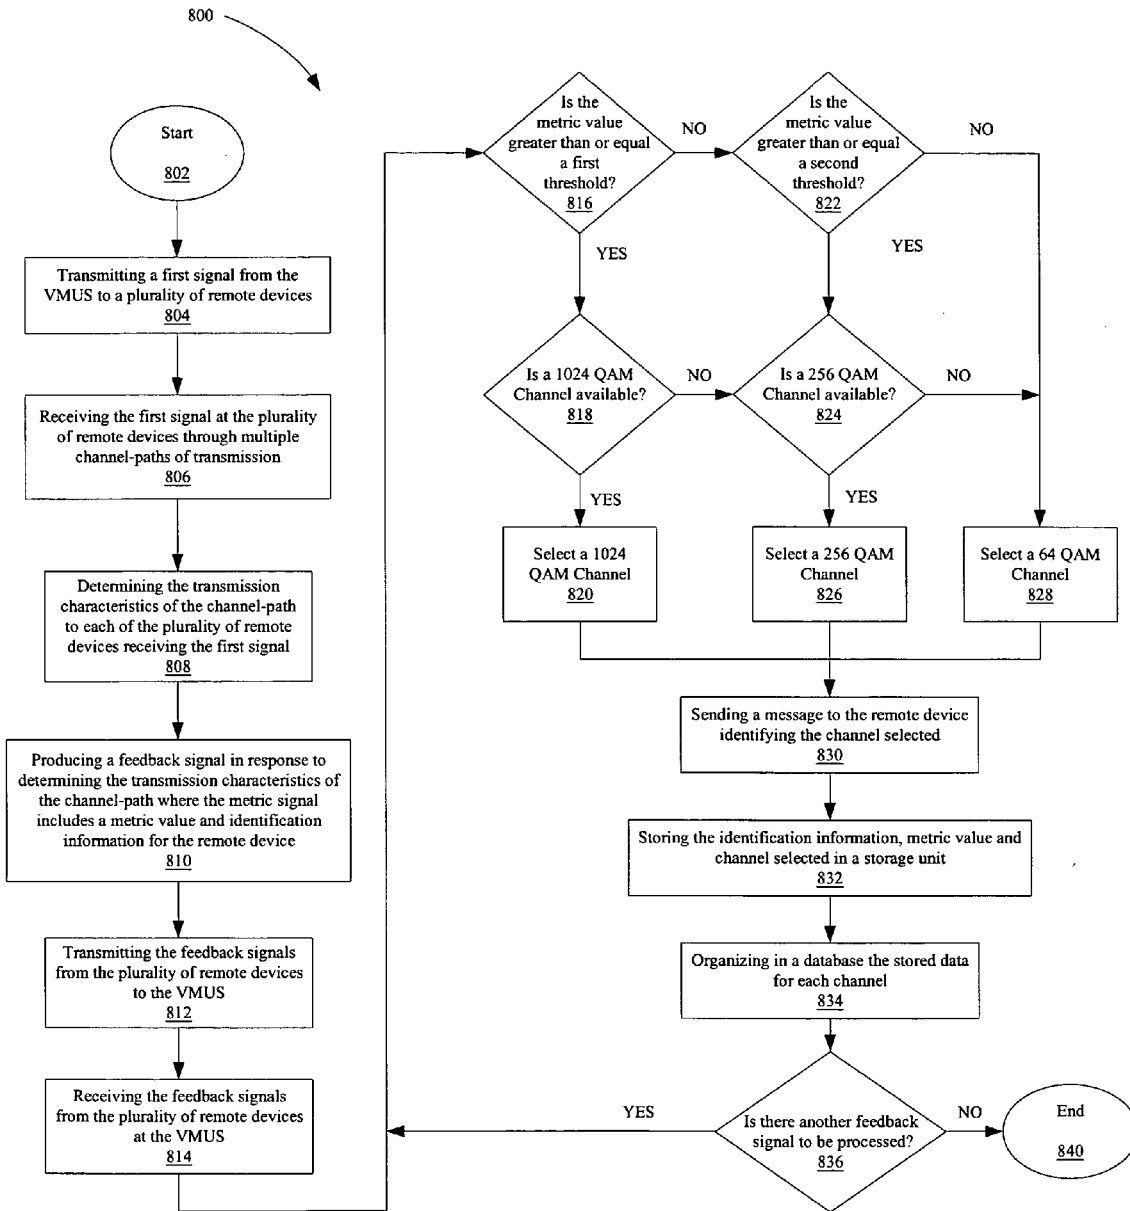 800
Start
802
Transmitting a first signal from the
VMUS to a plurality of remote devices
804
Receiving the first signal at the plurality
of remote devices through multiple
channel-paths of transmission
806
Determining the transmission
characteristics of the channel-path
to each of the plurality of remote
devices receiving the first signal
808
Producing a feedback signal in response to
determining the transmission characteristics of
the channel-path where the metric signal
includes a metric value and identification
information for the remote device
810
Transmitting the feedback signals
from the plurality of remote devices
to the VMUS
812
Receiving the feedback signals
from the plurality of remote devices
at the VMUS
814
Is the
metric value
greater than or equal
a first
threshold?
816
NO
YES
Is the
metric value
greater than or equal
a second
threshold?
822
NO
YES
Is a 1024 QAM
Channel available?
818
NO
YES
Is a 256 QAM
Channel available?
824
NO
YES
Select a 1024
QAM Channel
820
Select a 256 QAM
Channel
826
Select a 64 QAM
Channel
828
Sending a message to the remote device
identifying the channel selected
830
Storing the identification information, metric value and
channel selected in a storage unit
832
Organizing in a database the stored data
for each channel
834
Is there another feedback
signal to be processed?
836
YES
NO
End
840